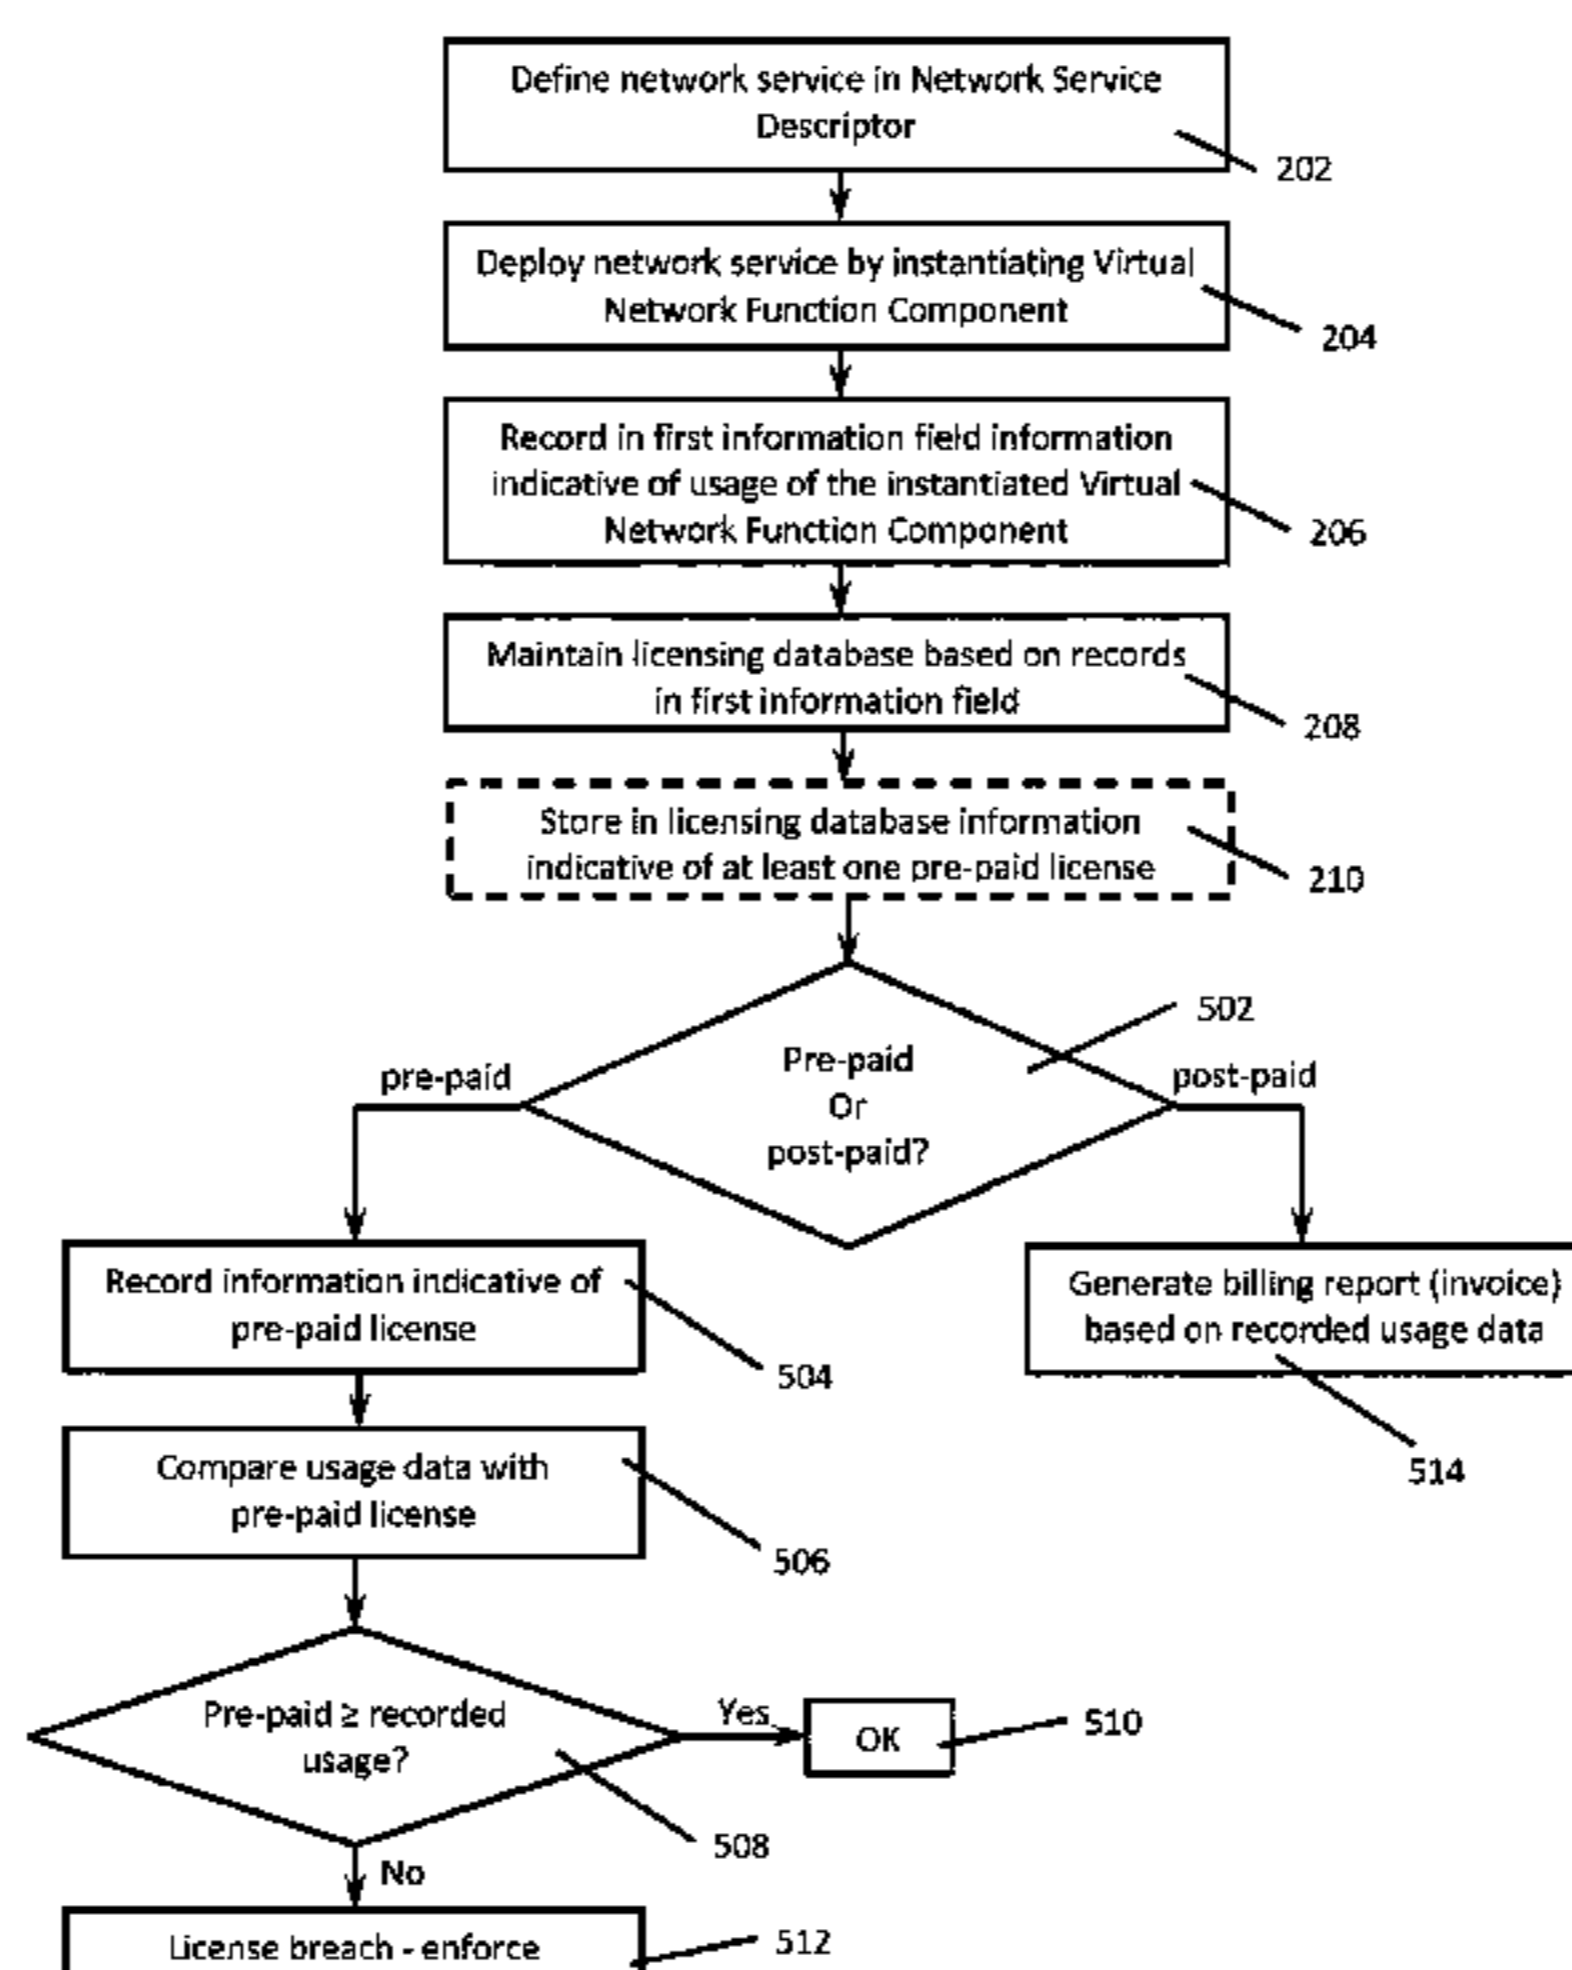 Define network service in Network Service
Descriptor
202
Deploy network service by instantiating Virtual
Network Function Component
204
Record in first information field information
indicative of usage of the instantiated Virtual
Network Function Component
206
Maintain licensing database based on records
in first information field
208
Store in licensing database information
indicative of at least one pre-paid license
210
502
Pre-paid
Or
post-paid?
pre-paid
post-paid
Record information indicative of
pre-paid license
504
Generate billing report (invoice)
based on recorded usage data
514
Compare usage data with
pre-paid license
506
Pre-paid ≥ recorded
usage?
508
Yes
OK
510
No
License breach - enforce
512